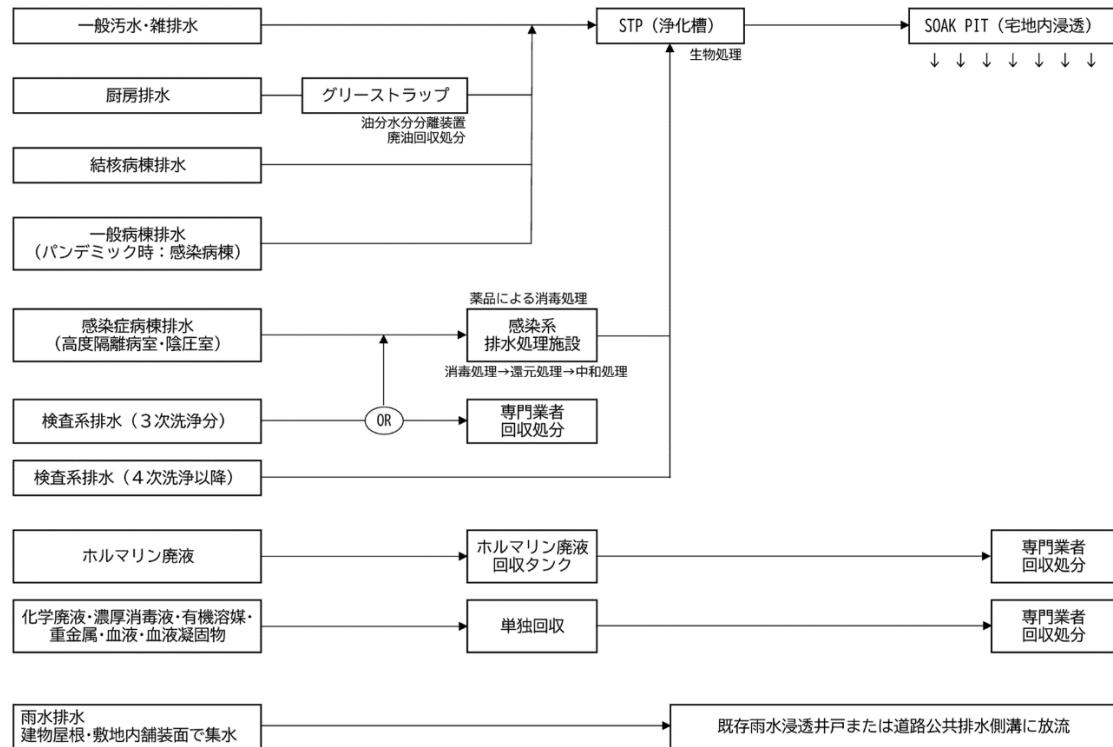 一般汚水・雑排水
STP（浄化槽）
生物処理
SOAK PIT（宅地内浸透）
↓ ↓ ↓ ↓ ↓ ↓ ↓
厨房排水
グリーストラップ
油分水分分離装置
廃油回収処分
結核病棟排水
一般病棟排水
（パンデミック時：感染病棟）
感染症病棟排水
（高度隔離病室・陰圧室）
薬品による消毒処理
感染系
排水処理施設
消毒処理→還元処理→中和処理
検査系排水（３次洗浄分）
OR
専門業者
回収処分
検査系排水（４次洗浄以降）
ホルマリン廃液
ホルマリン廃液
回収タンク
専門業者
回収処分
化学廃液・濃厚消毒液・有機溶媒・
重金属・血液・血液凝固物
単独回収
専門業者
回収処分
雨水排水
建物屋根・敷地内舗装面で集水
既存雨水浸透井戸または道路公共排水側溝に放流